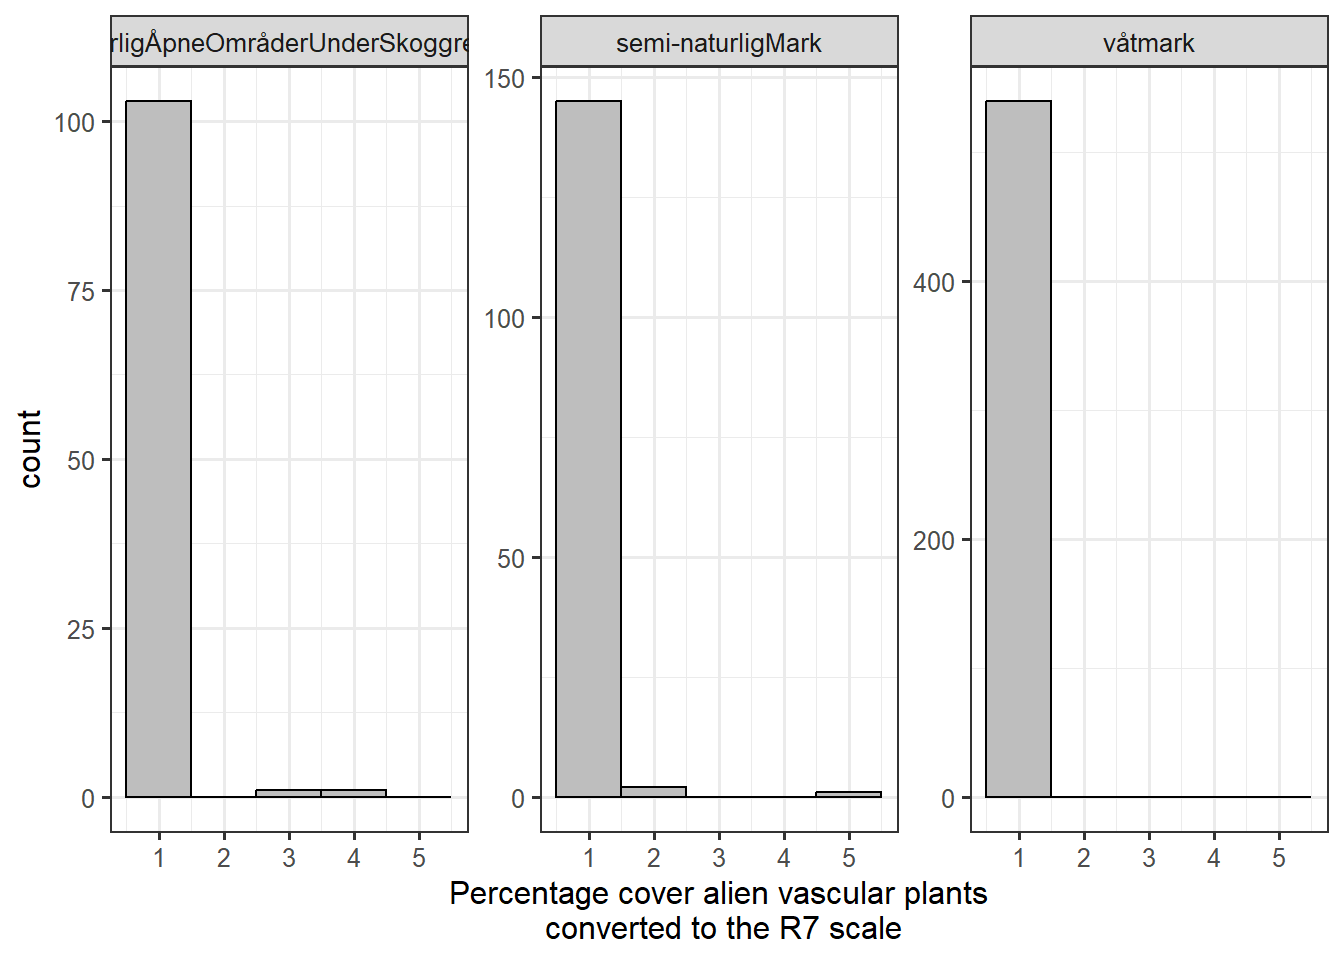 rligÅpneOmråderUnderSkoggre
semi-naturligMark
våtmark
count
100
75
50
25
0
150
100
50
0
400
200
0
1 2 3 4 5
1 2 3 4 5
1 2 3 4 5
Percentage cover alien vascular plants
converted to the R7 scale